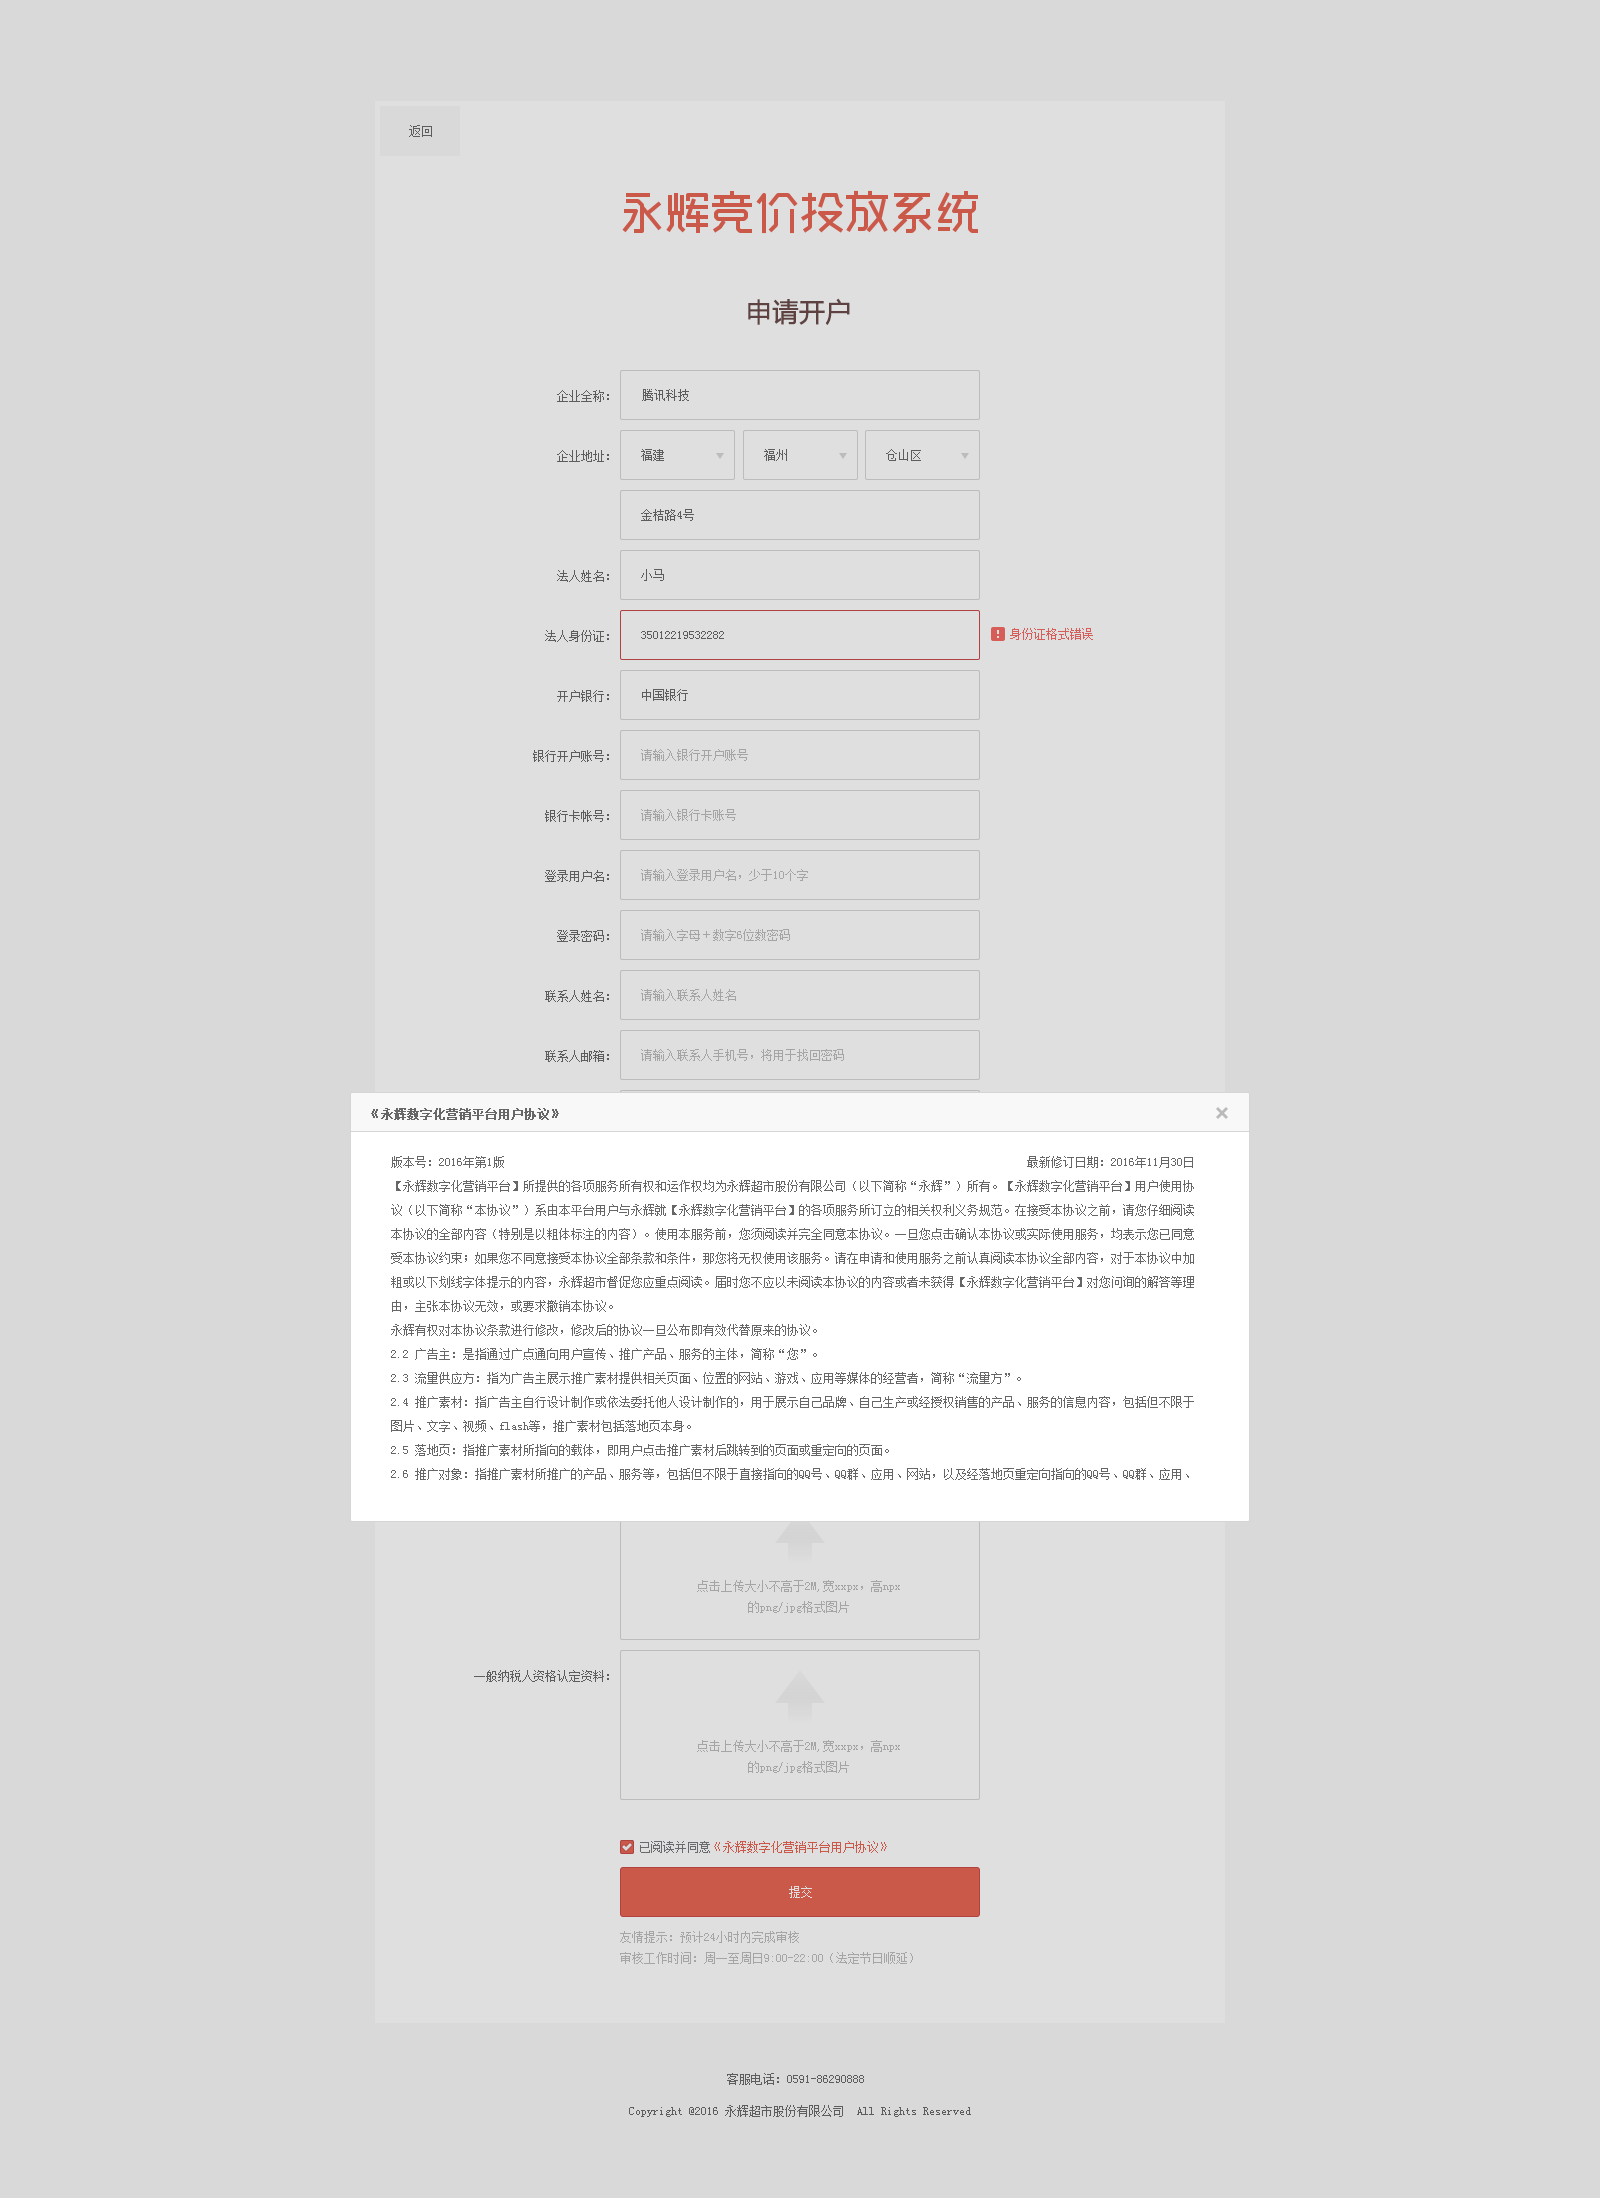 返回
永辉竞价投放系统
申请开户
企业全称： 腾讯科技
企业地址： 福建 福州 仓山区
金桔路4号
法人姓名： 小马
法人身份证： 35012219532282 身份证格式错误
开户银行： 中国银行
银行开户账号： 请输入银行开户账号
银行卡帐号： 请输入银行卡账号
登录用户名： 请输入登录用户名，少于10个字
登录密码： 请输入字母＋数字6位数密码
联系人姓名： 请输入联系人姓名
联系人邮箱： 请输入联系人手机号，将用于找回密码
《永辉数字化营销平台用户协议》
版本号：2016年第1版 最新修订日期：2016年11月30日
【永辉数字化营销平台】所提供的各项服务所有权和运作权均为永辉超市股份有限公司（以下简称“永辉”）所有。【永辉数字化营销平台】用户使用协
议（以下简称“本协议”）系由本平台用户与永辉就【永辉数字化营销平台】的各项服务所订立的相关权利义务规范。在接受本协议之前，请您仔细阅读
本协议的全部内容（特别是以粗体标注的内容）。使用本服务前，您须阅读并完全同意本协议。一旦您点击确认本协议或实际使用服务，均表示您已同意
受本协议约束；如果您不同意接受本协议全部条款和条件，那您将无权使用该服务。请在申请和使用服务之前认真阅读本协议全部内容，对于本协议中加
粗或以下划线字体提示的内容，永辉超市督促您应重点阅读。届时您不应以未阅读本协议的内容或者未获得【永辉数字化营销平台】对您问询的解答等理
由，主张本协议无效，或要求撤销本协议。
永辉有权对本协议条款进行修改，修改后的协议一旦公布即有效代替原来的协议。
2.2 广告主：是指通过广点通向用户宣传、推广产品、服务的主体，简称“您”。
2.3 流量供应方：指为广告主展示推广素材提供相关页面、位置的网站、游戏、应用等媒体的经营者，简称“流量方”。
2.4 推广素材：指广告主自行设计制作或依法委托他人设计制作的，用于展示自己品牌、自己生产或经授权销售的产品、服务的信息内容，包括但不限于
图片、文字、视频、flash等，推广素材包括落地页本身。
2.5 落地页：指推广素材所指向的载体，即用户点击推广素材后跳转到的页面或重定向的页面。
2.6 推广对象：指推广素材所推广的产品、服务等，包括但不限于直接指向的QQ号、QQ群、应用、网站，以及经落地页重定向指向的QQ号、QQ群、应用、
点击上传大小不高于2M,宽xxpx，高npx
的png/jpg格式图片
一般纳税人资格认定资料：
点击上传大小不高于2M,宽xxpx，高npx
的png/jpg格式图片
已阅读并同意《永辉数字化营销平台用户协议》
提交
友情提示：预计24小时内完成审核
审核工作时间：周一至周日9:00-22:00（法定节日顺延）
客服电话：0591-86290888
Copyright @2016 永辉超市股份有限公司 All Rights Reserved